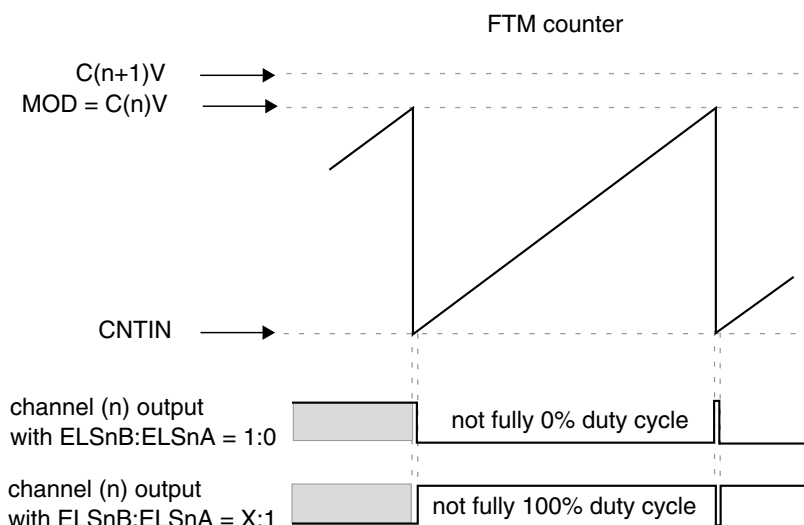 FTM counter
C(n+1)V
MOD = C(n)V
CNTIN
channel (n) output
with ELSnB:ELSnA = 1:0
not fully 0% duty cycle
channel (n) output
with ELSnB:ELSnA = X:1
not fully 100% duty cycle